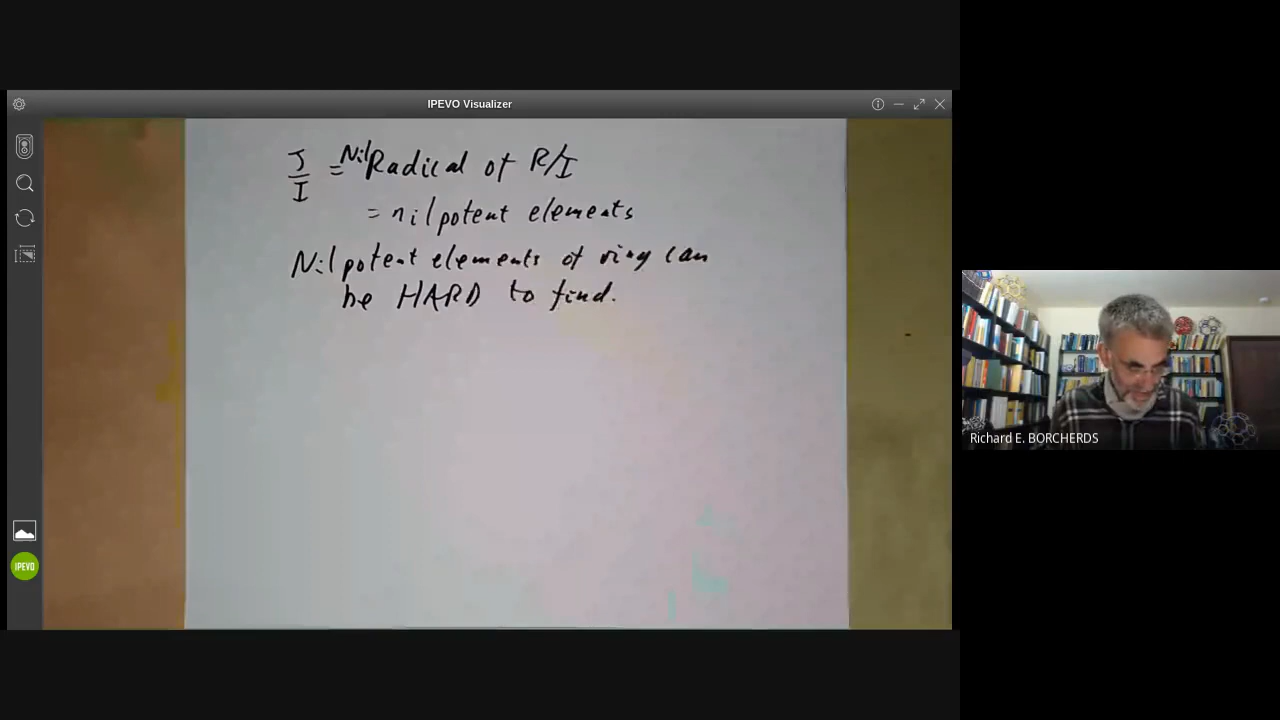 IPEVO Visualizer
J/I = NilRadical of R/I
= nilpotent elements
Nilpotent elements of ring can
be HARD to find.
IPEVO
Richard E. BORCHERDS